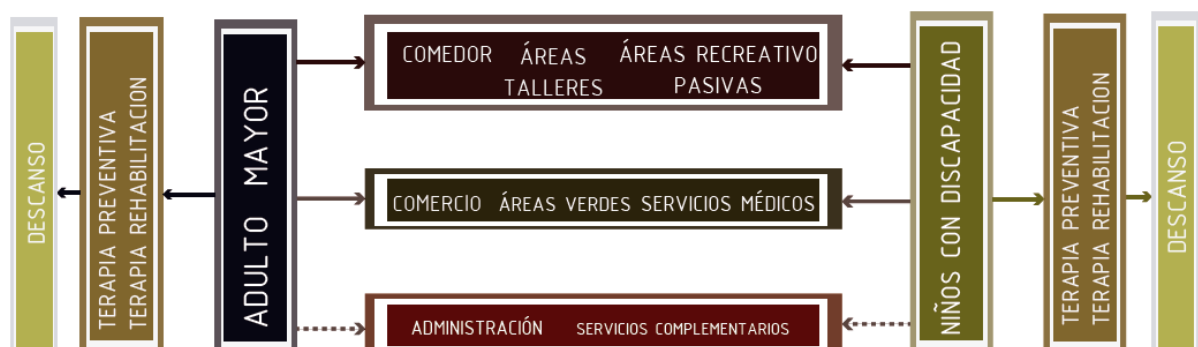 DESCANSO
TERAPIA PREVENTIVA
TERAPIA REHABILITACION
ADULTO MAYOR
COMEDOR ÁREAS TALLERES ÁREAS RECREATIVO PASIVAS
COMERCIO ÁREAS VERDES SERVICIOS MÉDICOS
ADMINISTRACIÓN SERVICIOS COMPLEMENTARIOS
NIÑOS CON DISCAPACIDAD
TERAPIA PREVENTIVA
TERAPIA REHABILITACION
DESCANSO